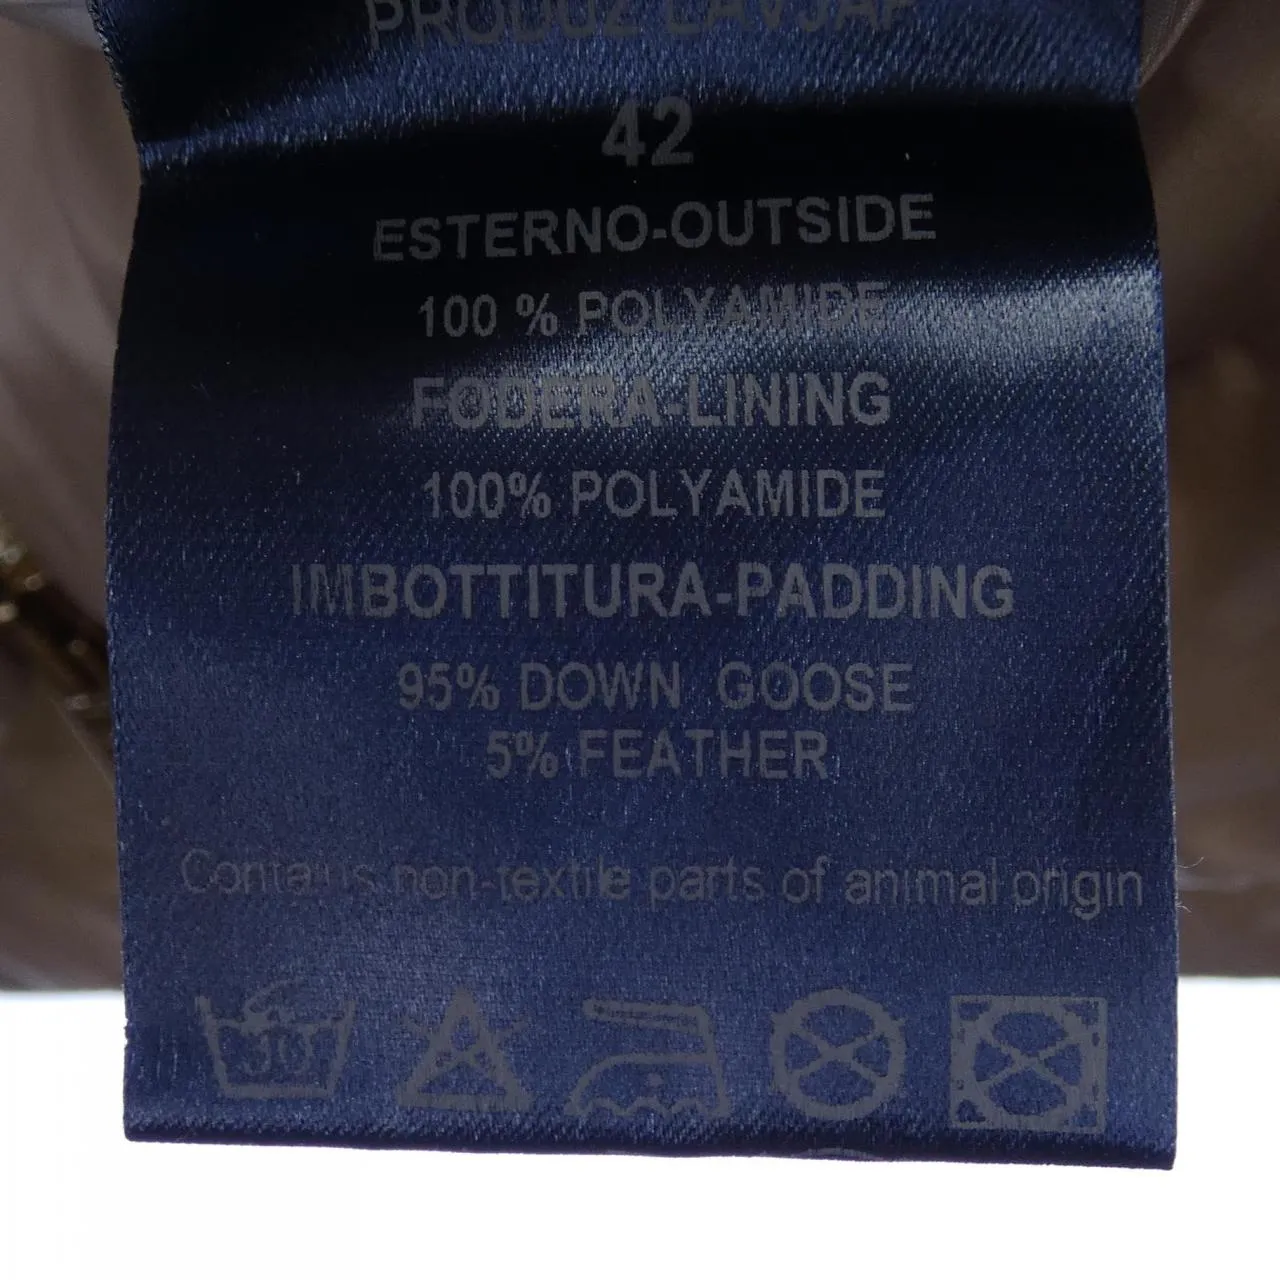 42
ESTERNO-OUTSIDE
100 % POLYAMIDE
FODERA-LINING
100% POLYAMIDE
IMBOTTITURA-PADDING
95% DOWN GOOSE
5% FEATHER
Contains non-textile parts of animal origin
30